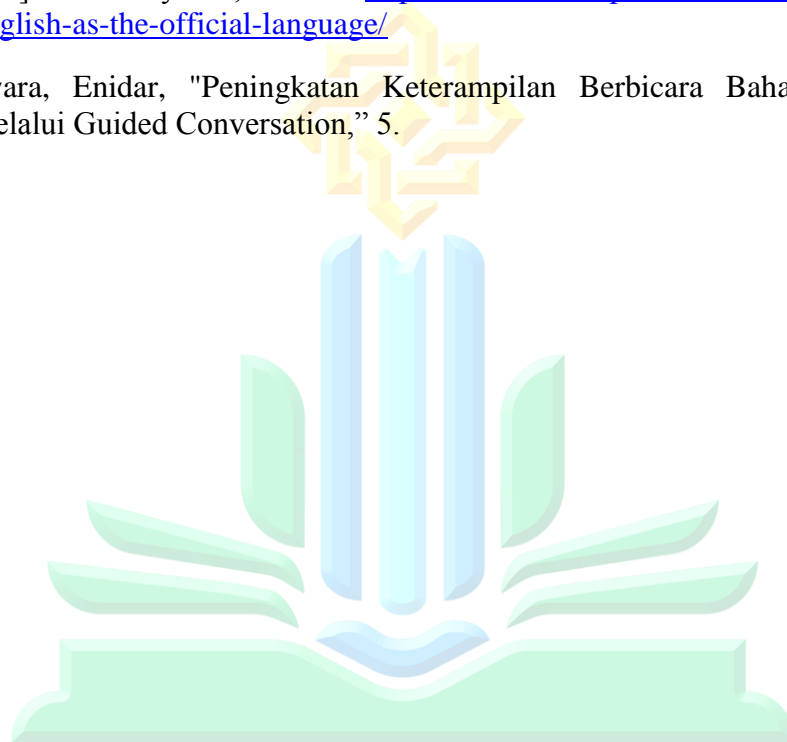 glish-as-the-official-language/
ara, Enidar, "Peningkatan Keterampilan Berbicara Baha
elalui Guided Conversation,” 5.